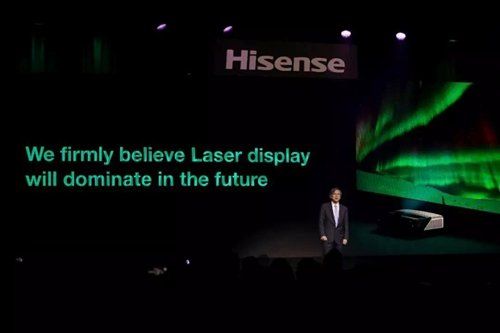 Hisense
We firmly believe Laser display
will dominate in the future